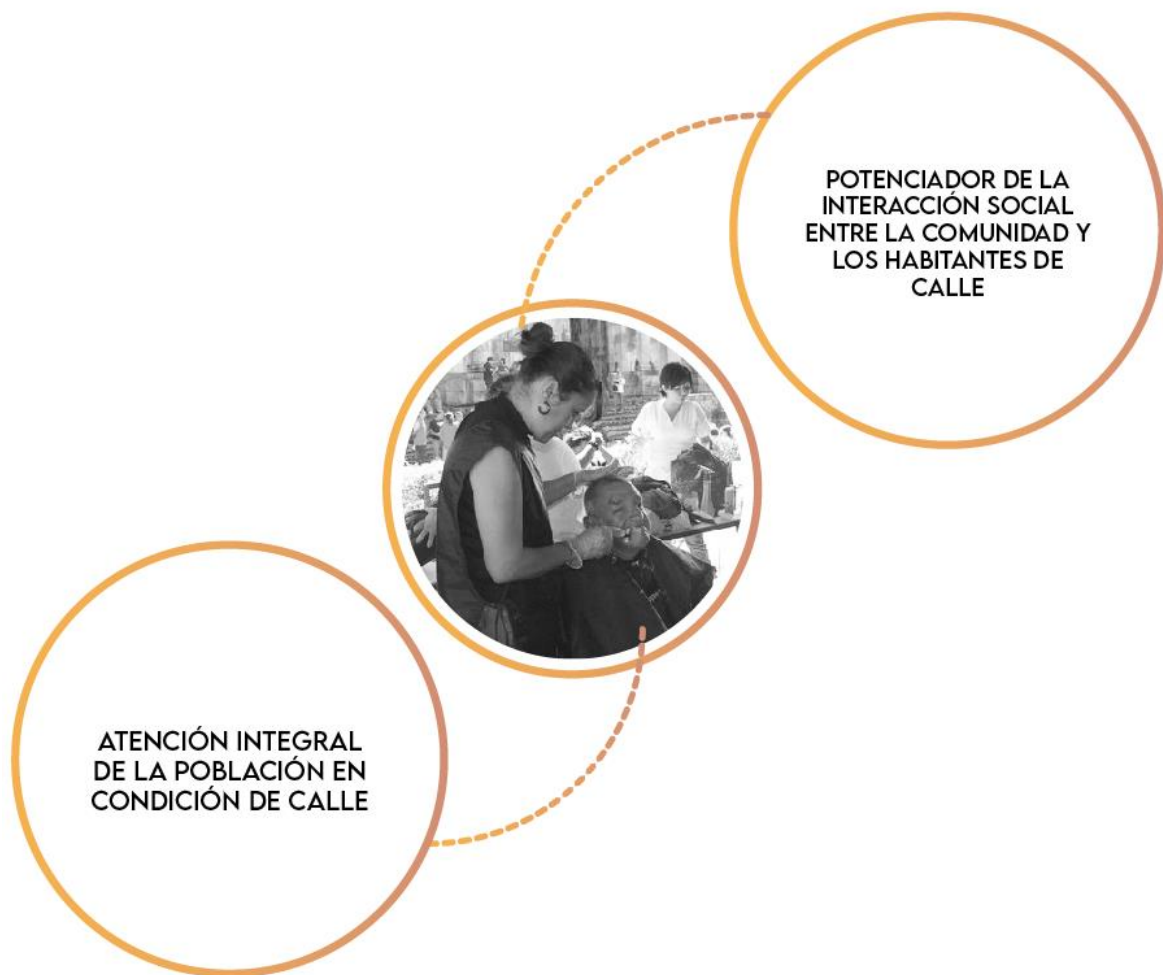 POTENCIADOR DE LA
INTERACCIÓN SOCIAL
ENTRE LA COMUNIDAD Y
LOS HABITANTES DE
CALLE
ATENCIÓN INTEGRAL
DE LA POBLACIÓN EN
CONDICIÓN DE CALLE